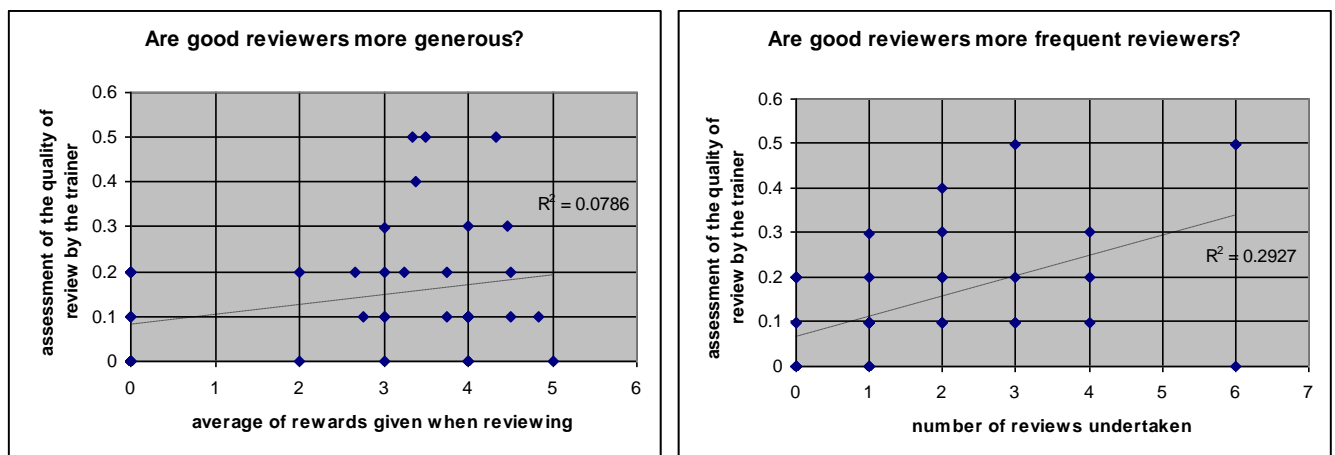 Are good reviewers more generous?
assessment of the quality of
review by the trainer
0.6
0.5
0.4
0.3
0.2
0.1
0
R² = 0.0786
0 1 2 3 4 5 6
average of rewards given when reviewing
Are good reviewers more frequent reviewers?
assessment of the quality of
review by the trainer
0.6
0.5
0.4
0.3
0.2
0.1
0
R² = 0.2927
0 1 2 3 4 5 6 7
number of reviews undertaken